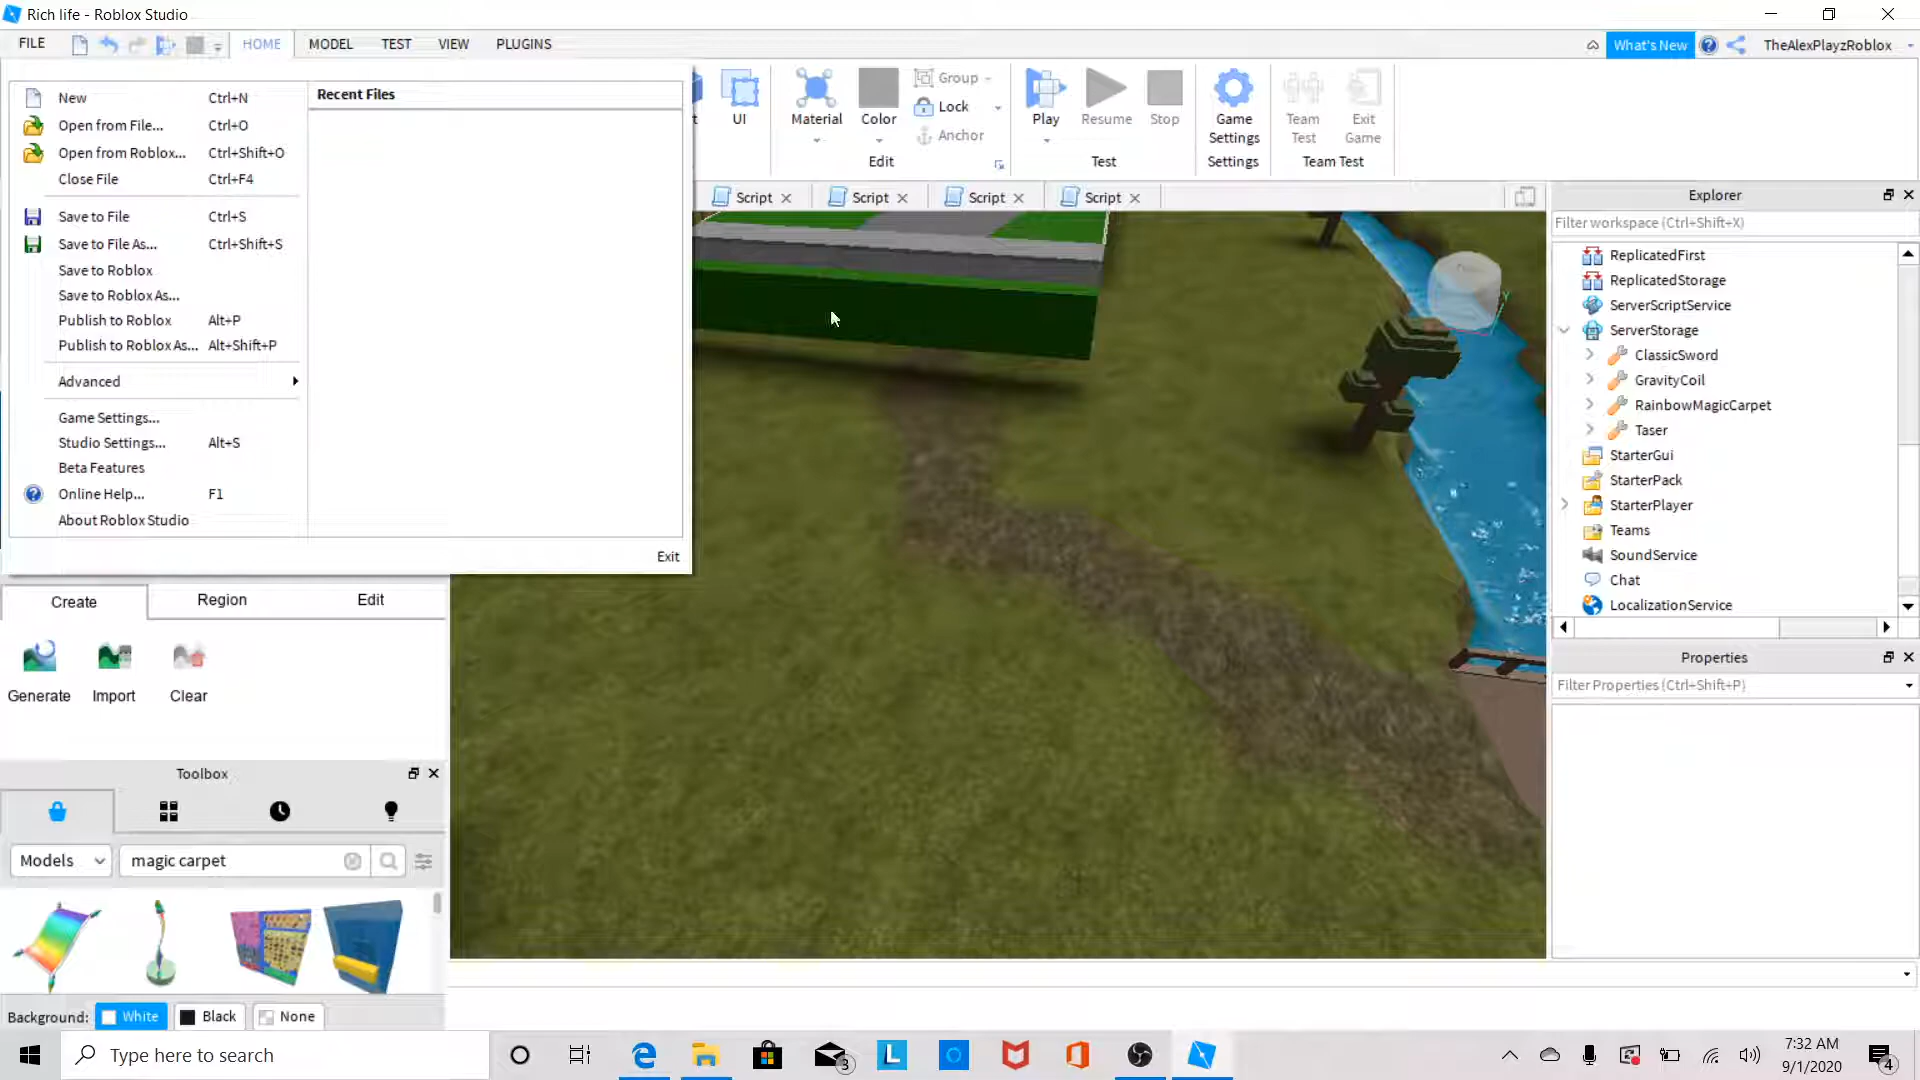 Rich life - Roblox Studio
FILE HOME MODEL TEST VIEW PLUGINS What's New TheAlexPlayzRoblox
New Ctrl+N
Open from File... Ctrl+O
Open from Roblox... Ctrl+Shift+O
Close File Ctrl+F4
Save to File Ctrl+S
Save to File As... Ctrl+Shift+S
Save to Roblox
Save to Roblox As...
Publish to Roblox Alt+P
Publish to Roblox As... Alt+Shift+P
Advanced
Game Settings...
Studio Settings... Alt+S
Beta Features
Online Help... F1
About Roblox Studio
Recent Files
Exit
UI
Material
Color
Group
Lock
Anchor
Edit
Play
Resume
Stop
Test
Game Settings
Settings
Team Test
Exit Game
Team Test
Script Script Script Script
Explorer
Filter workspace (Ctrl+Shift+X)
ReplicatedFirst
ReplicatedStorage
ServerScriptService
ServerStorage
ClassicSword
GravityCoil
RainbowMagicCarpet
Taser
StarterGui
StarterPack
StarterPlayer
Teams
SoundService
Chat
LocalizationService
Properties
Filter Properties (Ctrl+Shift+P)
Create Region Edit
Generate Import Clear
Toolbox
Models magic carpet
Background: White Black None
Type here to search
3
7:32 AM
9/1/2020
4